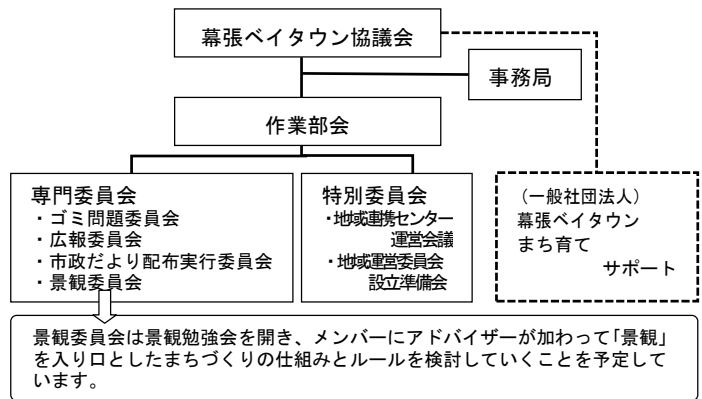 幕張ベイタウン協議会
事務局
作業部会
専門委員会
・ゴミ問題委員会
・広報委員会
・市政だより配布実行委員会
・景観委員会
特別委員会
・地域連携センター
運営会議
・地域運営委員会
設立準備会
(一般社団法人)
幕張ベイタウン
まち育て
サポート
景観委員会は景観勉強会を開き、メンバーにアドバイザーが加わって「景観」
を入り口としたまちづくりの仕組みとルールを検討していくことを予定して
います。